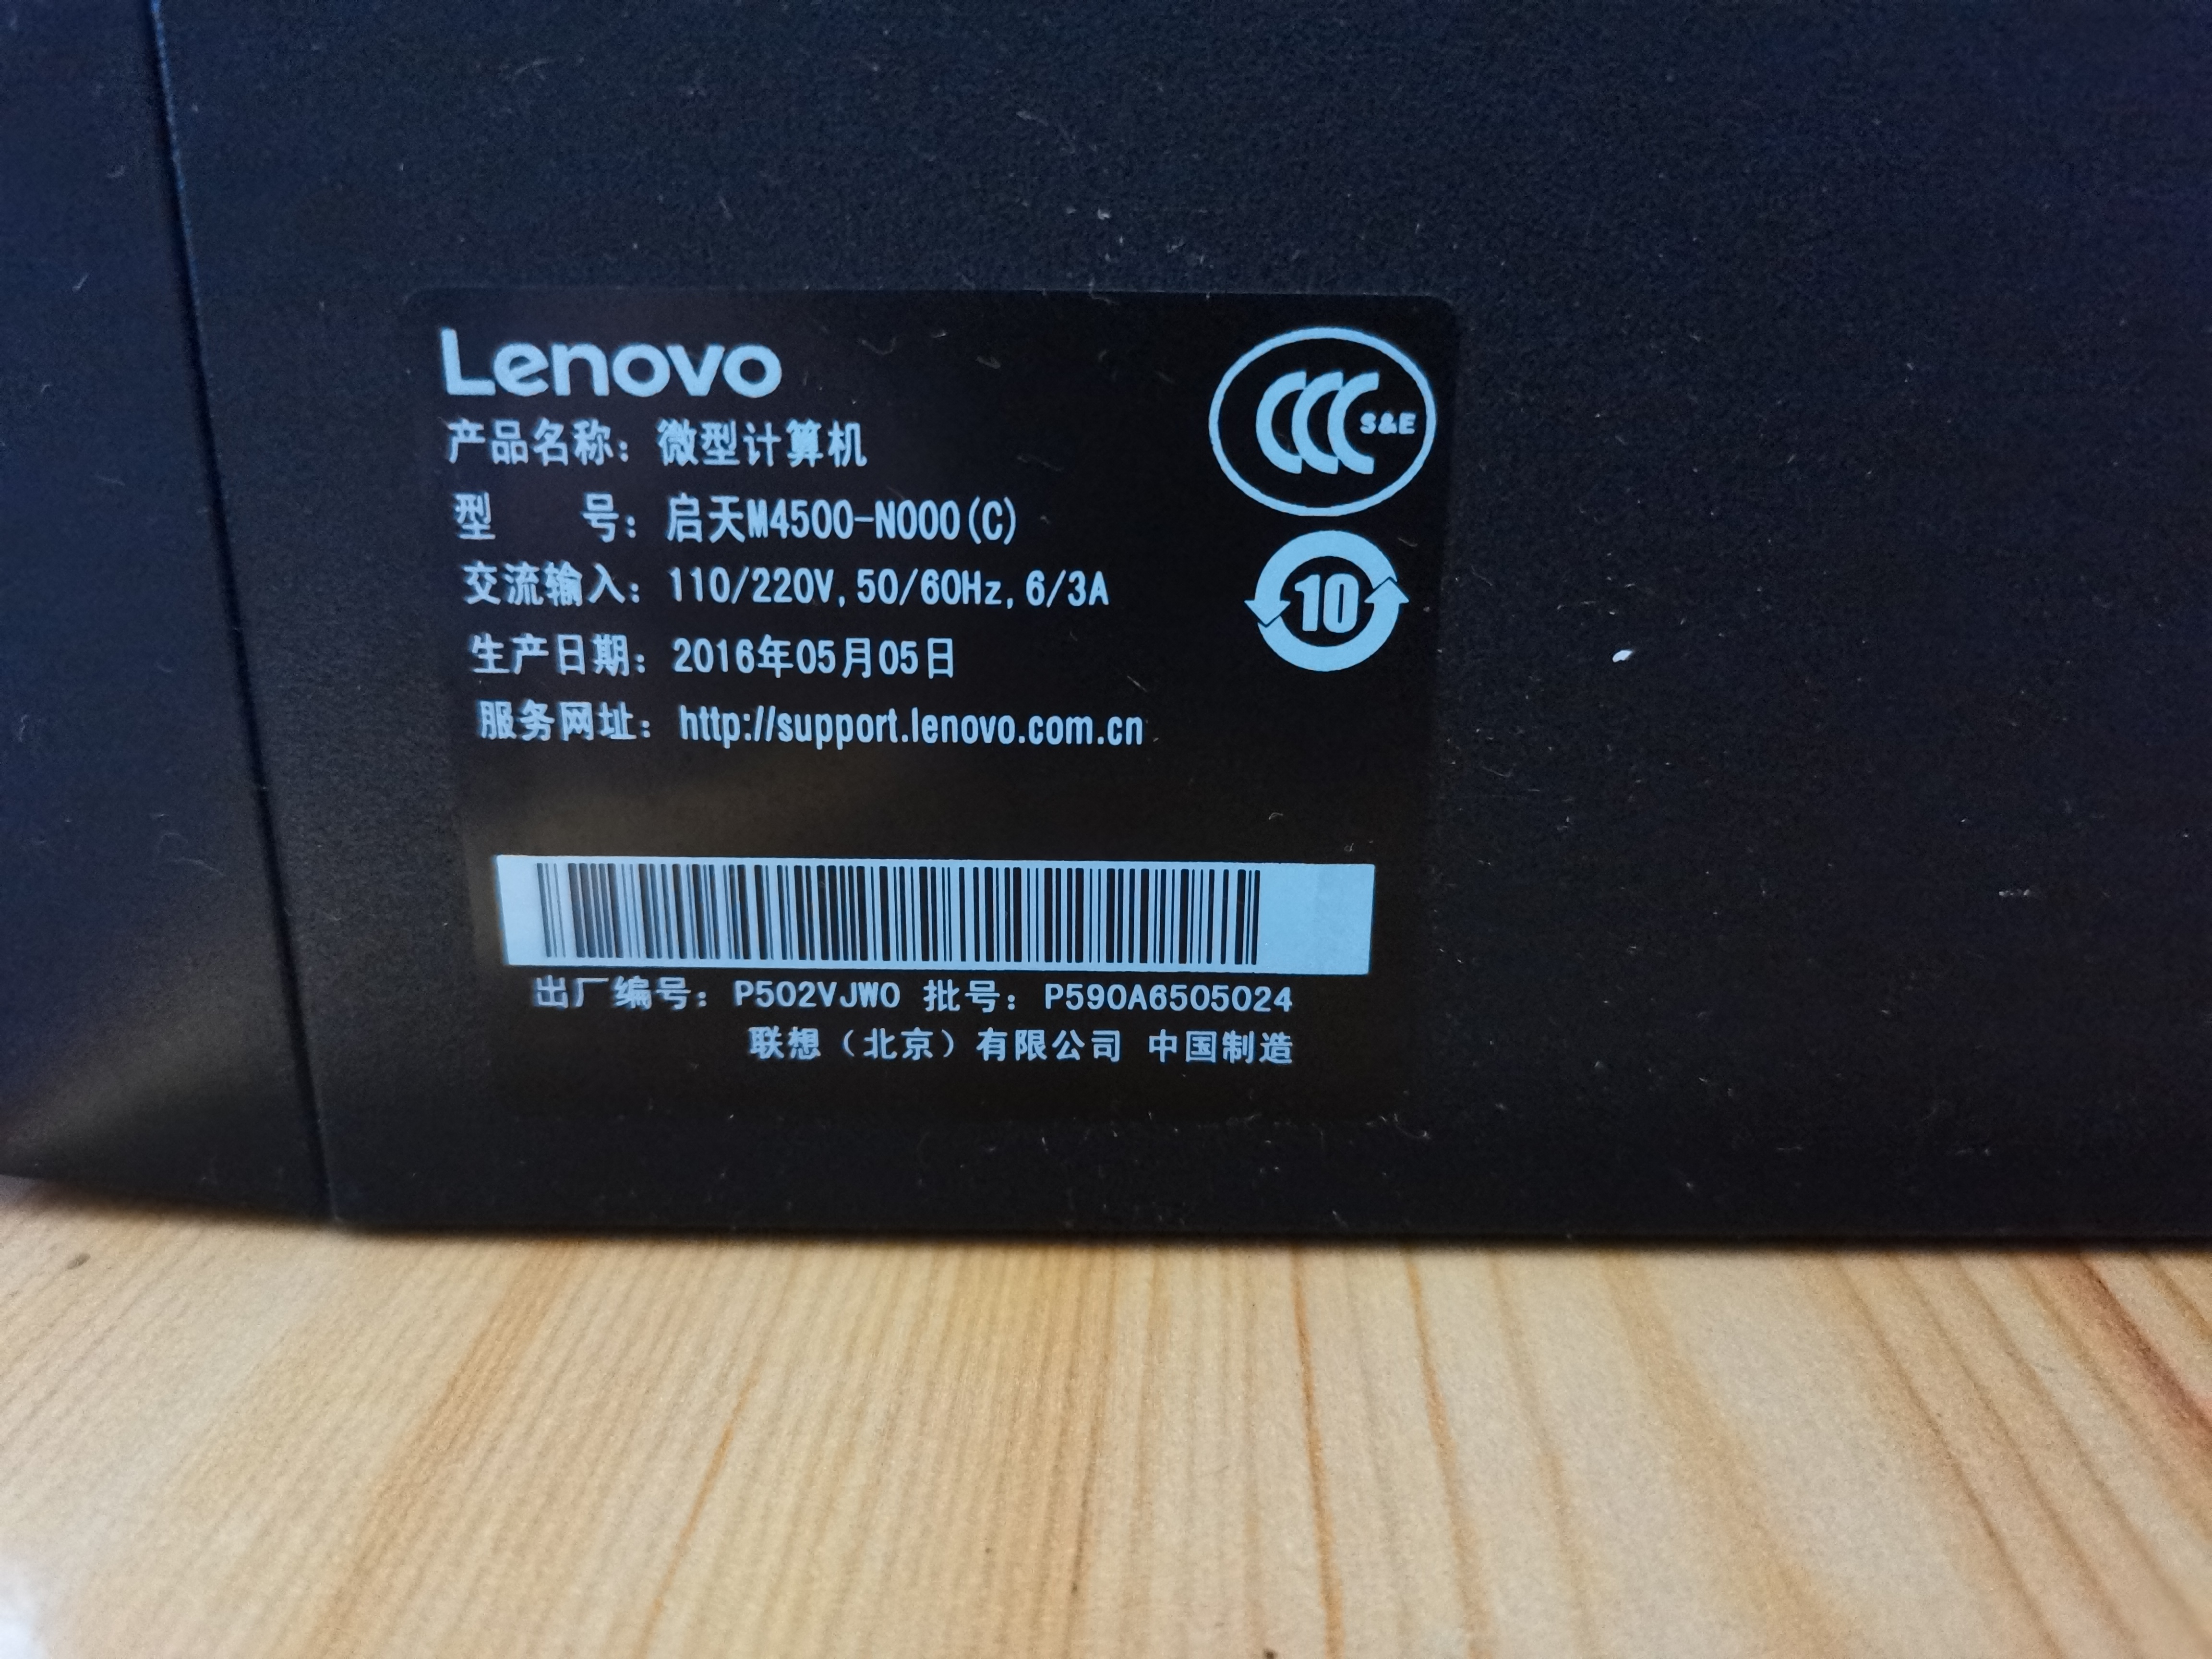 Lenovo
产品名称：微型计算机
型 号：启天M4500-N000(C)
交流输入：110/220V,50/60Hz,6/3A
生产日期：2016年05月05日
服务网址：http://support.lenovo.com.cn
CCC S&E
10
出厂编号：P502VJW0 批号：P590A6505024
联想（北京）有限公司 中国制造